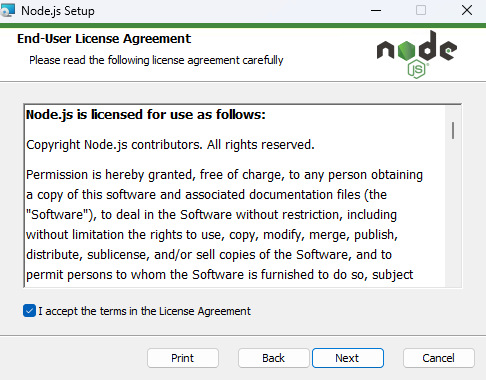 Node.js Setup
End-User License Agreement
Please read the following license agreement carefully
node
JS
Node.js is licensed for use as follows:
Copyright Node.js contributors. All rights reserved.
Permission is hereby granted, free of charge, to any person obtaining
a copy of this software and associated documentation files (the
"Software"), to deal in the Software without restriction, including
without limitation the rights to use, copy, modify, merge, publish,
distribute, sublicense, and/or sell copies of the Software, and to
permit persons to whom the Software is furnished to do so, subject
I accept the terms in the License Agreement
Print
Back
Next
Cancel